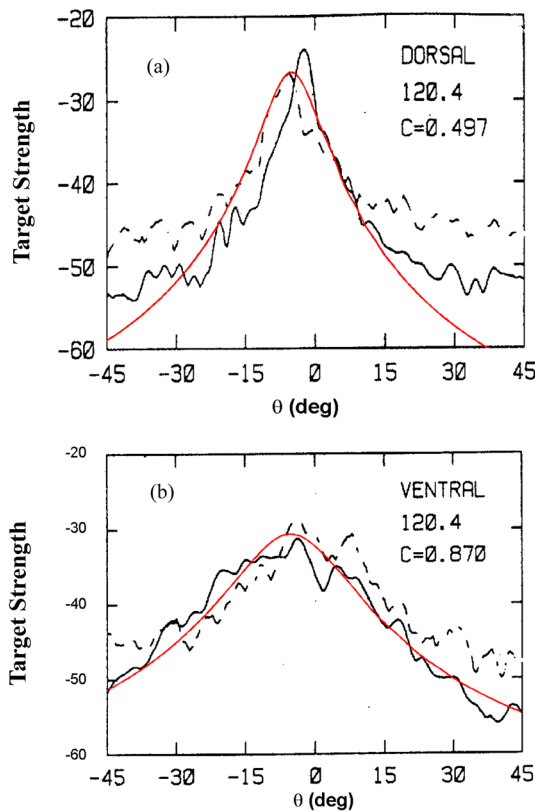 -20
(a)
DORSAL
120.4
C=0.497
-30
-40
-50
-60
Target Strength
-45
-30
-15
0
15
30
45
θ (deg)
-20
(b)
VENTRAL
120.4
C=0.870
-30
-40
-50
-60
Target Strength
-45
-30
-15
0
15
30
45
θ (deg)